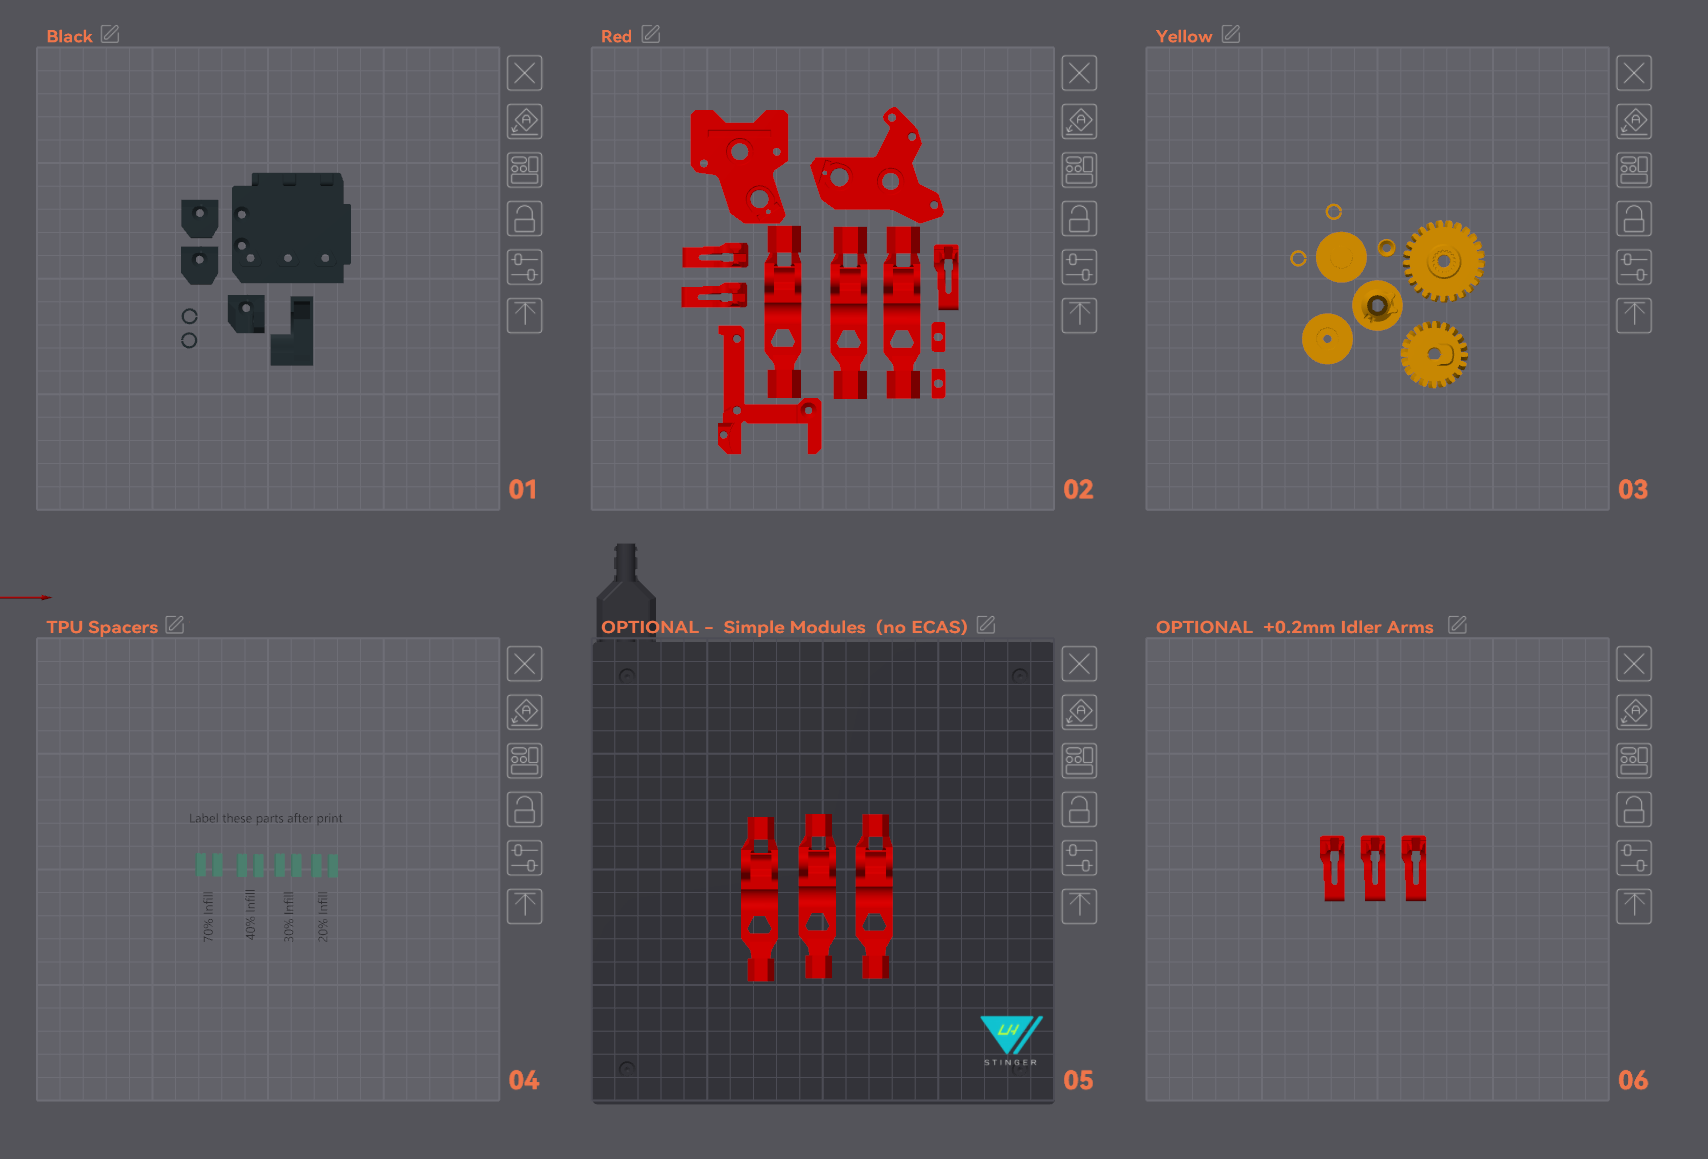 Black
Red
Yellow
01
02
03
TPU Spacers
OPTIONAL - Simple Modules (no ECAS)
OPTIONAL +0.2mm Idler Arms
Label these parts after print
70% Infill
40% Infill
30% Infill
20% Infill
LH
STINGER
04
05
06